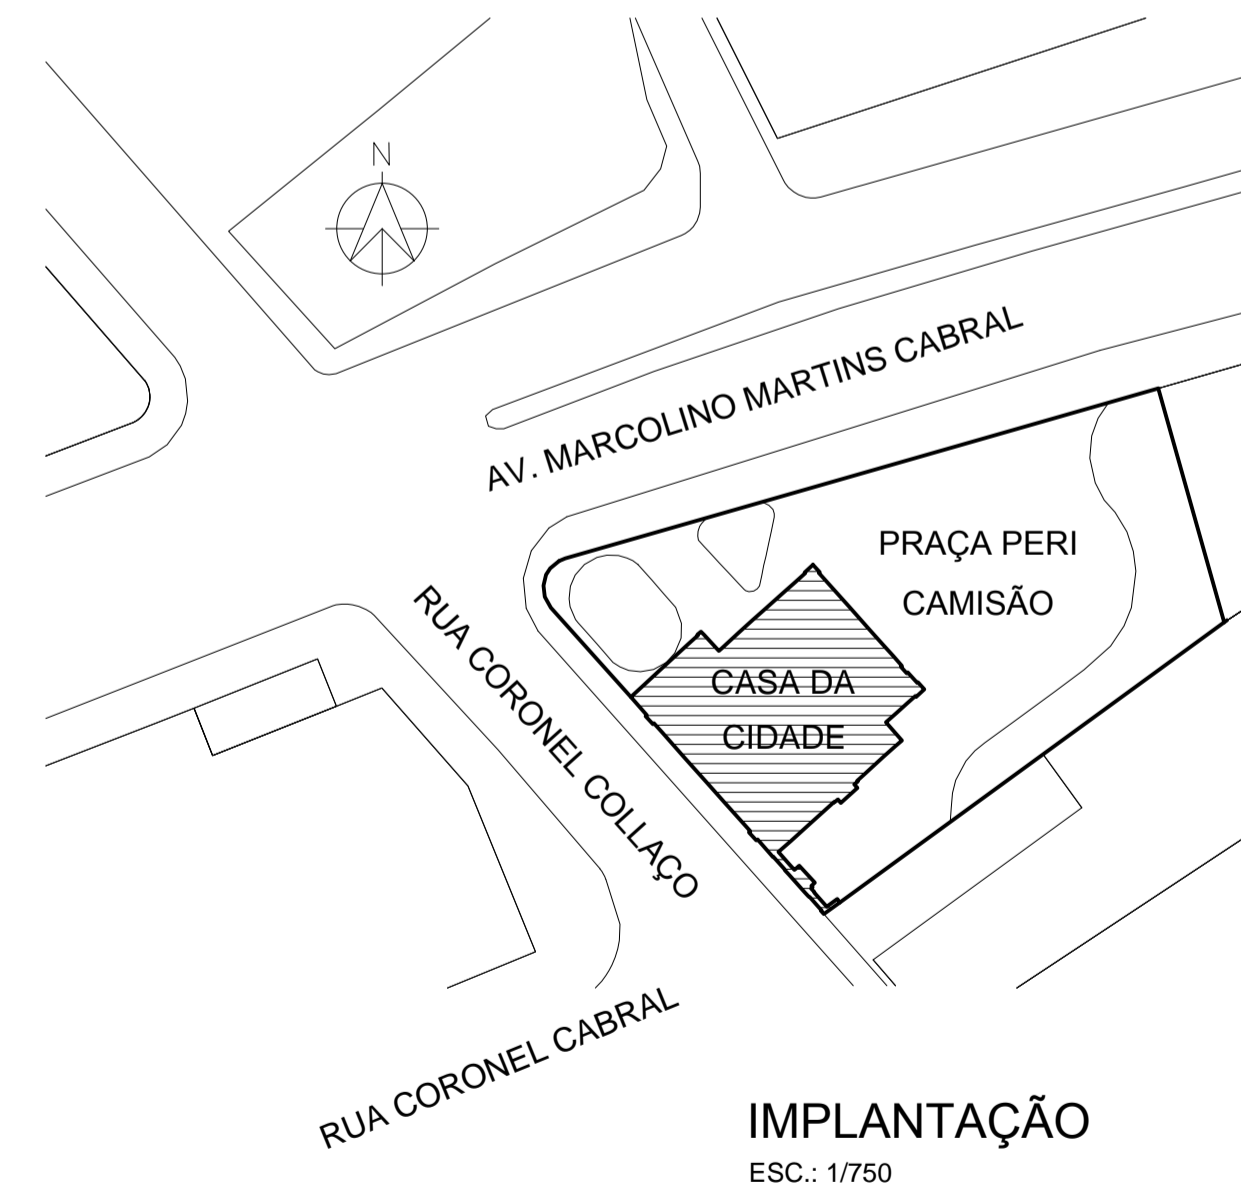 N
AV. MARCOLINO MARTINS CABRAL
PRAÇA PERI
CAMISÃO
RUA CORONEL COLLAÇO
CASA DA
CIDADE
RUA CORONEL CABRAL
IMPLANTAÇÃO
ESC.: 1/750